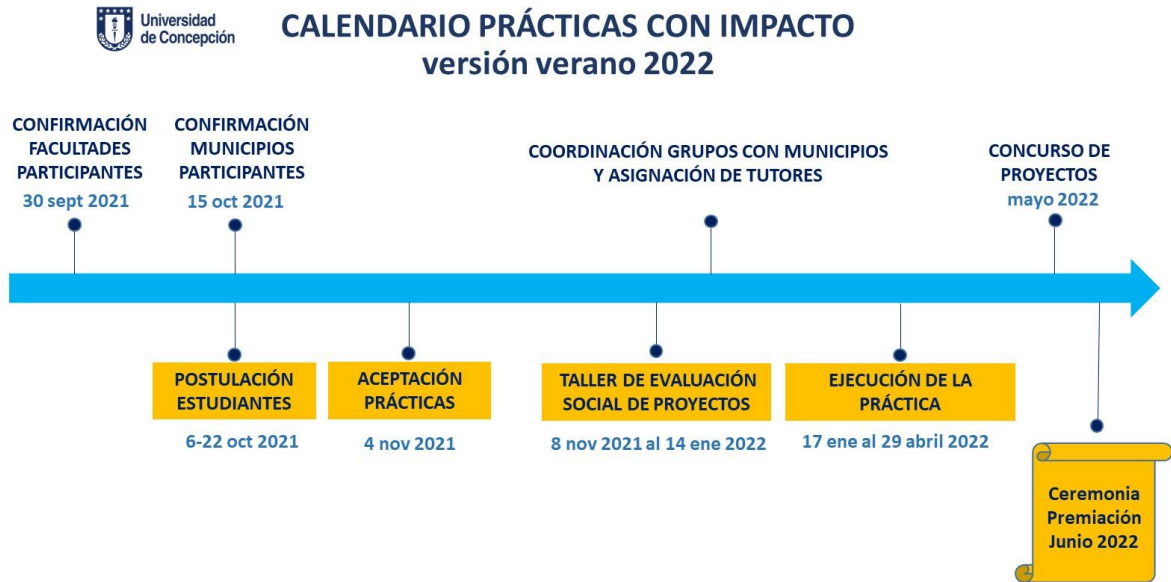 Universidad
de Concepción
CALENDARIO PRÁCTICAS CON IMPACTO
versión verano 2022
CONFIRMACIÓN
FACULTADES
PARTICIPANTES
30 sept 2021
CONFIRMACIÓN
MUNICIPIOS
PARTICIPANTES
15 oct 2021
COORDINACIÓN GRUPOS CON MUNICIPIOS
Y ASIGNACIÓN DE TUTORES
CONCURSO DE
PROYECTOS
mayo 2022
POSTULACIÓN
ESTUDIANTES
6-22 oct 2021
ACEPTACIÓN
PRÁCTICAS
4 nov 2021
TALLER DE EVALUACIÓN
SOCIAL DE PROYECTOS
8 nov 2021 al 14 ene 2022
EJECUCIÓN DE LA
PRÁCTICA
17 ene al 29 abril 2022
Ceremonia
Premiación
Junio 2022